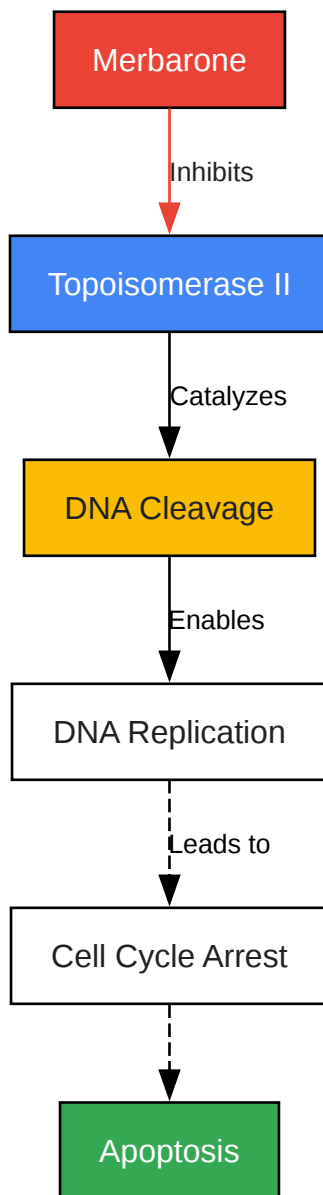 Merbarone
Inhibits
Topoisomerase II
Catalyzes
DNA Cleavage
Enables
DNA Replication
Leads to
Cell Cycle Arrest
Apoptosis